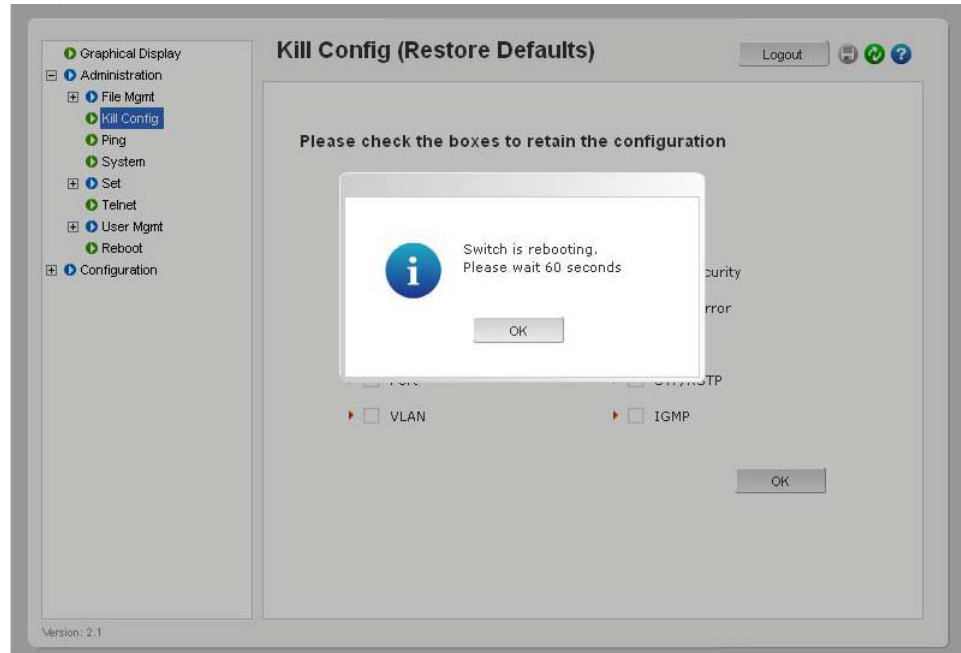 Graphical Display
Administration
File Mgmt
Kill Config
Ping
System
Set
Telnet
User Mgmt
Reboot
Configuration
Version: 2.1
Kill Config (Restore Defaults)
Logout
Please check the boxes to retain the configuration
Switch is rebooting.
Please wait 60 seconds
OK
VLAN
IGMP
OK